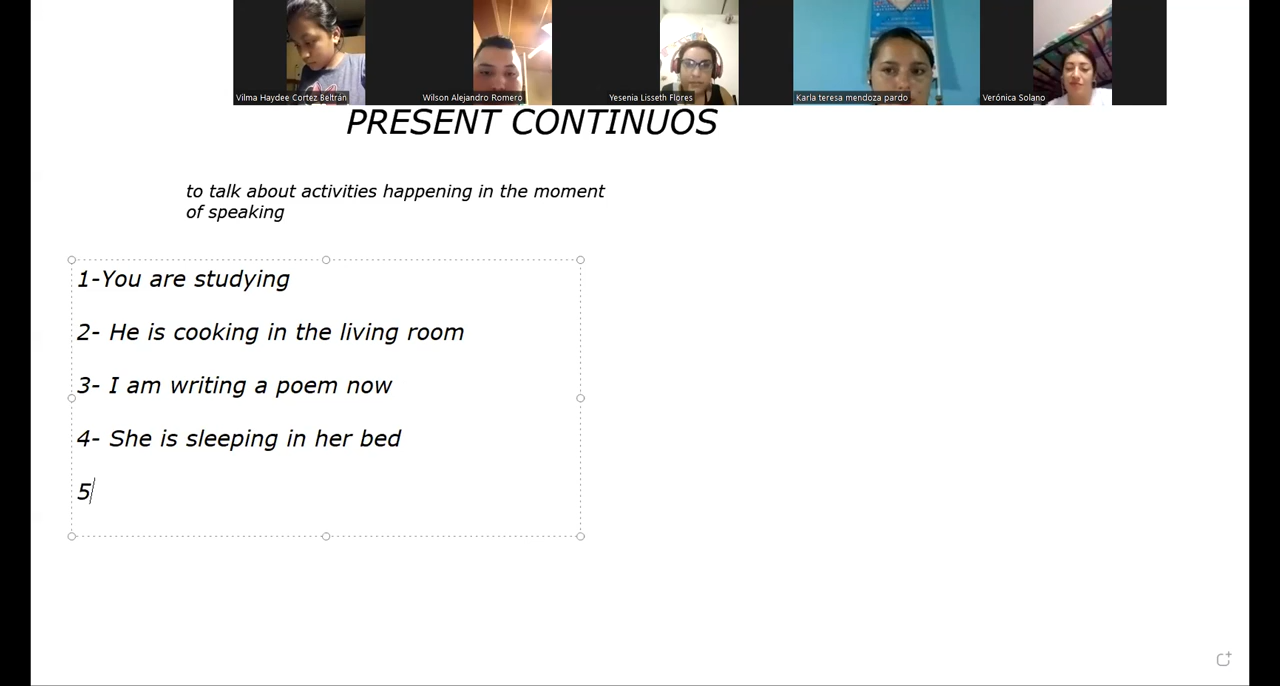 Vilma Haydee Cortez Beltrán
Wilson Alejandro Romero
Yesenia Lisseth Flores
Karla teresa mendoza pardo
Verónica Solano
PRESENT CONTINUOS
to talk about activities happening in the moment
of speaking
1-You are studying
2- He is cooking in the living room
3- I am writing a poem now
4- She is sleeping in her bed
5